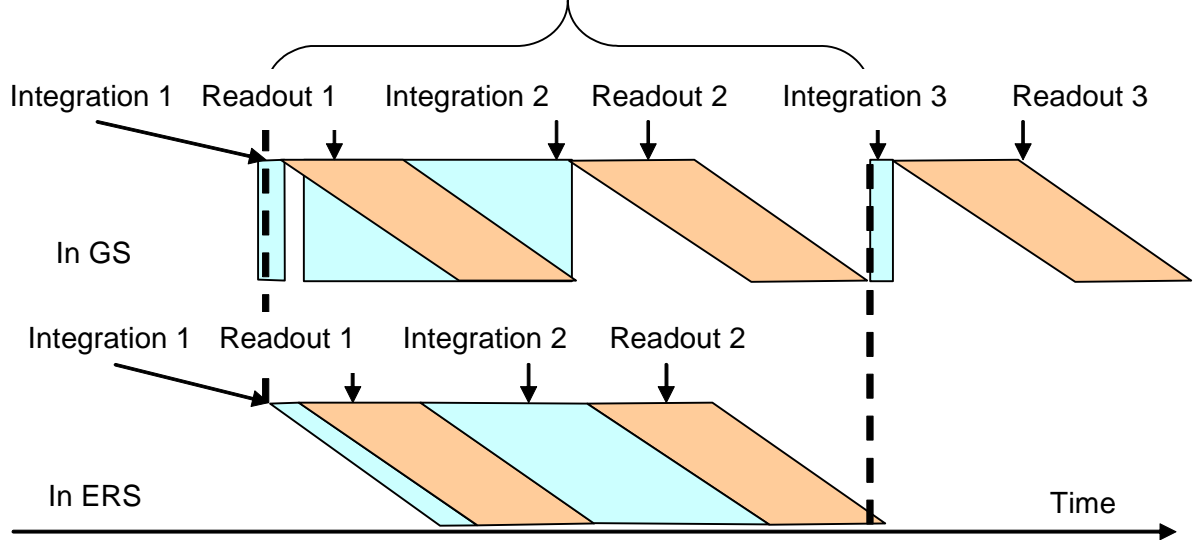 Integration 1 Readout 1 Integration 2 Readout 2 Integration 3 Readout 3
In GS
Integration 1 Readout 1 Integration 2 Readout 2
In ERS
Time